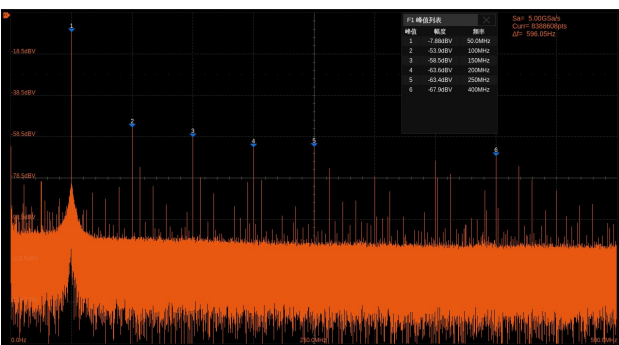 F1 峰值列表
峰值 幅度 频率
1 -7.88dBV 50.0MHz
2 -53.9dBV 100MHz
3 -58.5dBV 150MHz
4 -63.6dBV 200MHz
5 -63.4dBV 250MHz
6 -67.9dBV 400MHz
Sa= 5.00GSa/s
Curr= 8388608pts
Δf= 596.05Hz
1
2
3
4
5
6
-18.5dBV
-38.5dBV
-58.5dBV
-78.5dBV
0.0Hz
250.0MHz
500.0MHz